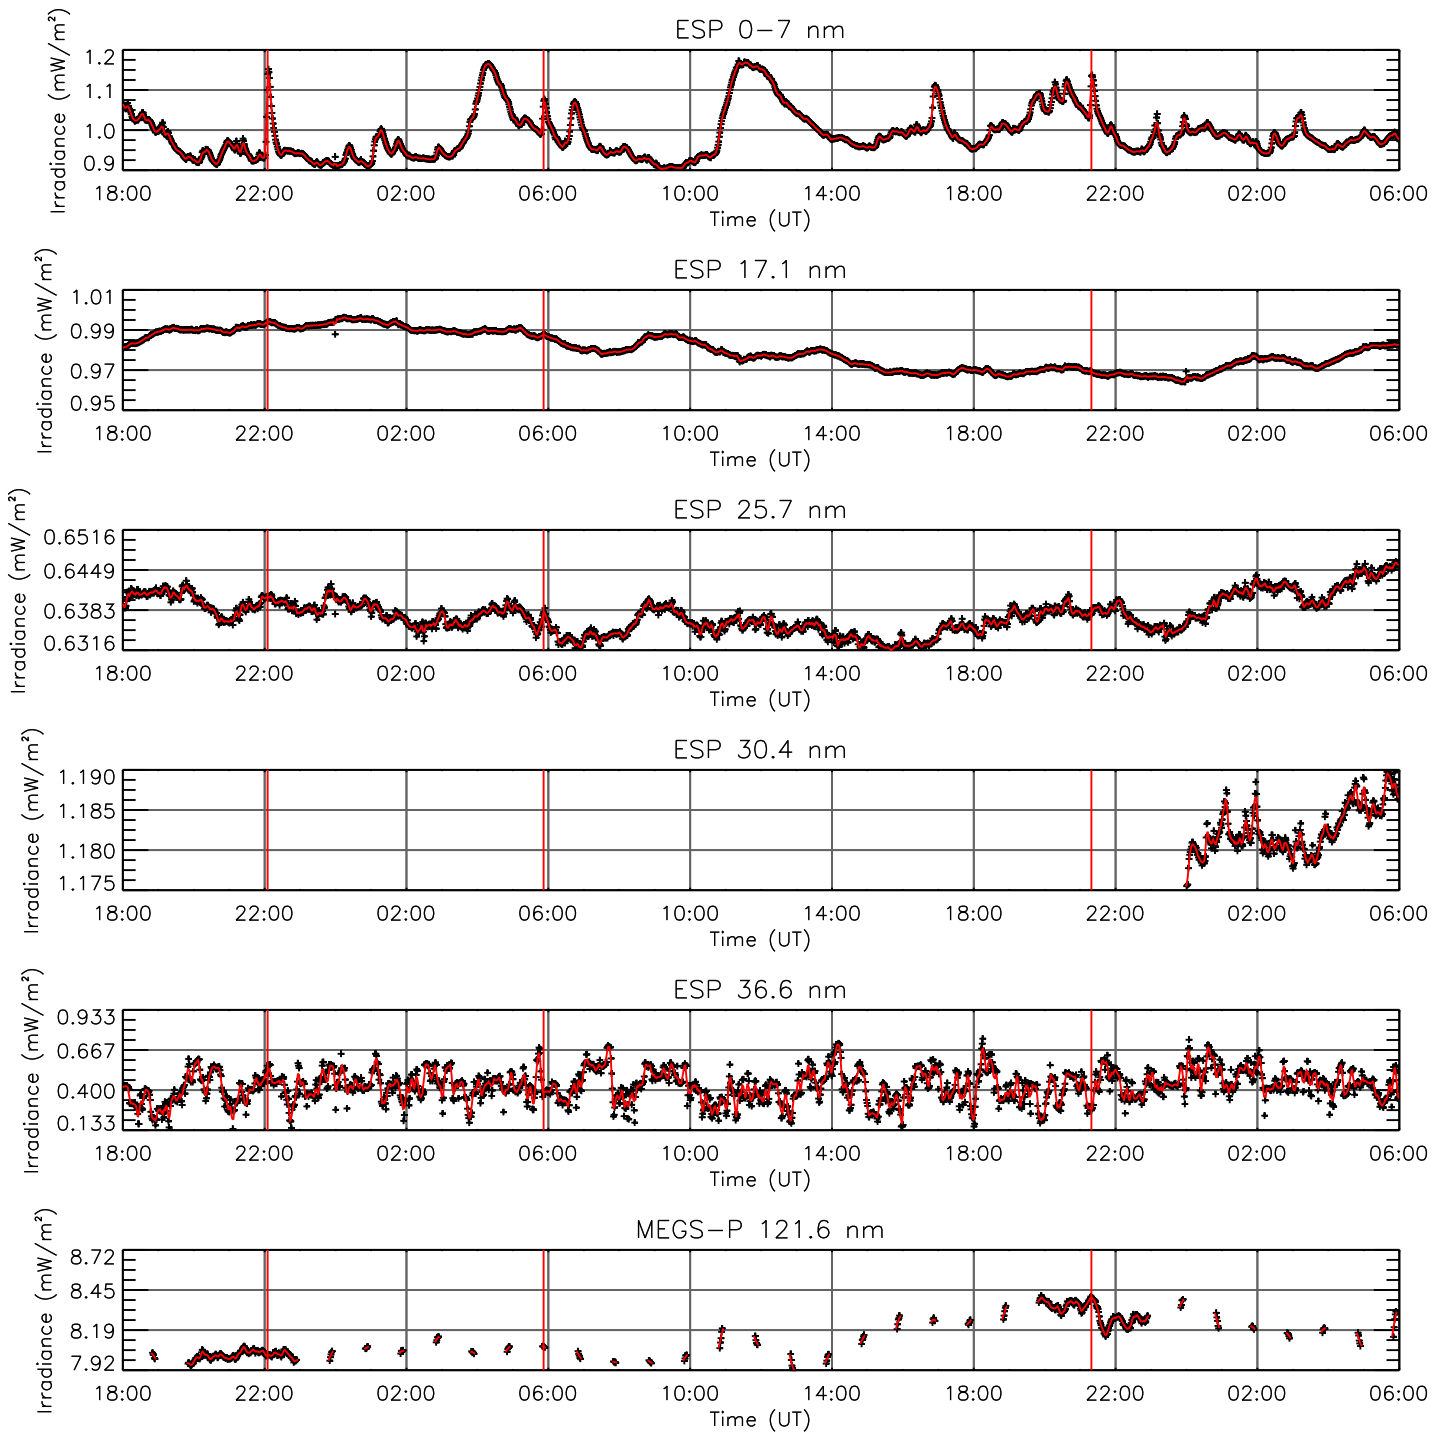 ESP 0-7 nm
Irradiance (mW/m²)
1.2
1.1
1.0
0.9
18:00 22:00 02:00 06:00 10:00 14:00 18:00 22:00 02:00 06:00
Time (UT)
ESP 17.1 nm
Irradiance (mW/m²)
1.01
0.99
0.97
0.95
18:00 22:00 02:00 06:00 10:00 14:00 18:00 22:00 02:00 06:00
Time (UT)
ESP 25.7 nm
Irradiance (mW/m²)
0.6516
0.6449
0.6383
0.6316
18:00 22:00 02:00 06:00 10:00 14:00 18:00 22:00 02:00 06:00
Time (UT)
ESP 30.4 nm
Irradiance (mW/m²)
1.190
1.185
1.180
1.175
18:00 22:00 02:00 06:00 10:00 14:00 18:00 22:00 02:00 06:00
Time (UT)
ESP 36.6 nm
Irradiance (mW/m²)
0.933
0.667
0.400
0.133
18:00 22:00 02:00 06:00 10:00 14:00 18:00 22:00 02:00 06:00
Time (UT)
MEGS-P 121.6 nm
Irradiance (mW/m²)
8.72
8.45
8.19
7.92
18:00 22:00 02:00 06:00 10:00 14:00 18:00 22:00 02:00 06:00
Time (UT)